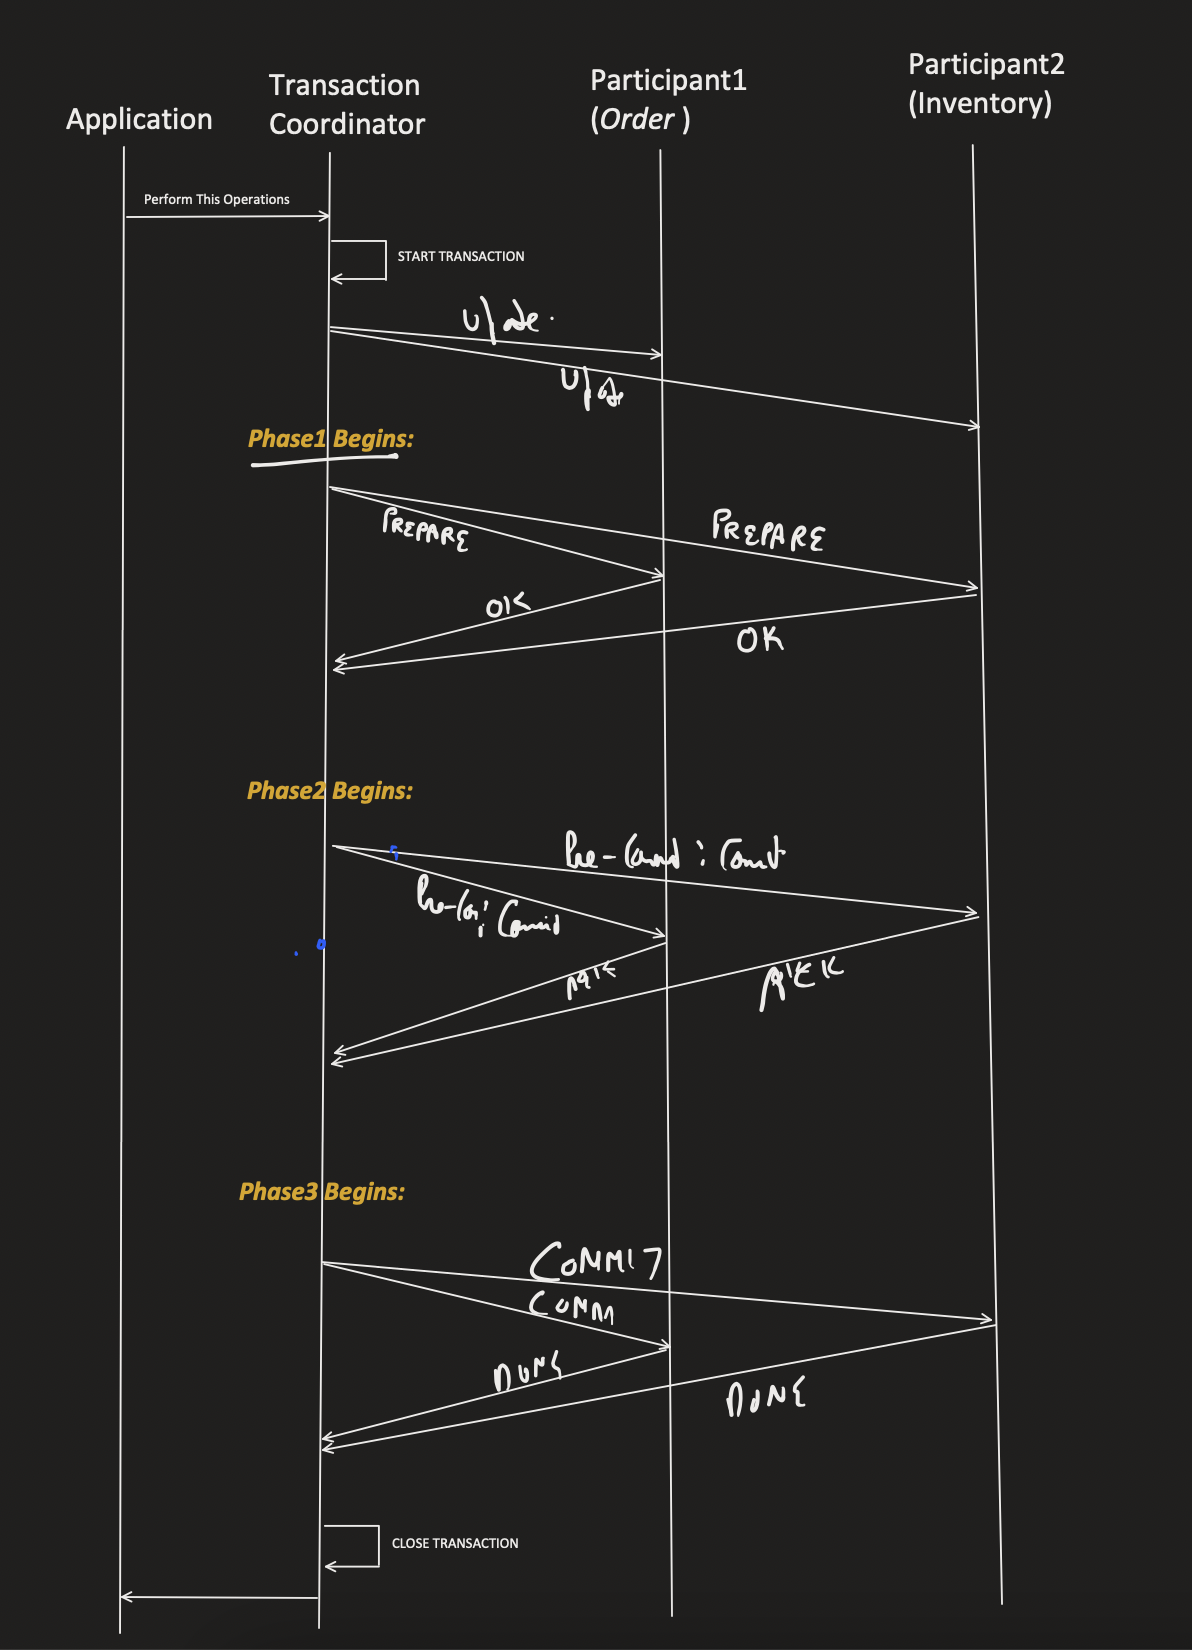 Application
Transaction
Coordinator
Participant1
(Order )
Participant2
(Inventory)
Perform This Operations
START TRANSACTION
Phase1 Begins:
PREPARE
PREPARE
OK
OK
Phase2 Begins:
Phase3 Begins:
COMMIT
COMM
DONE
DONE
CLOSE TRANSACTION